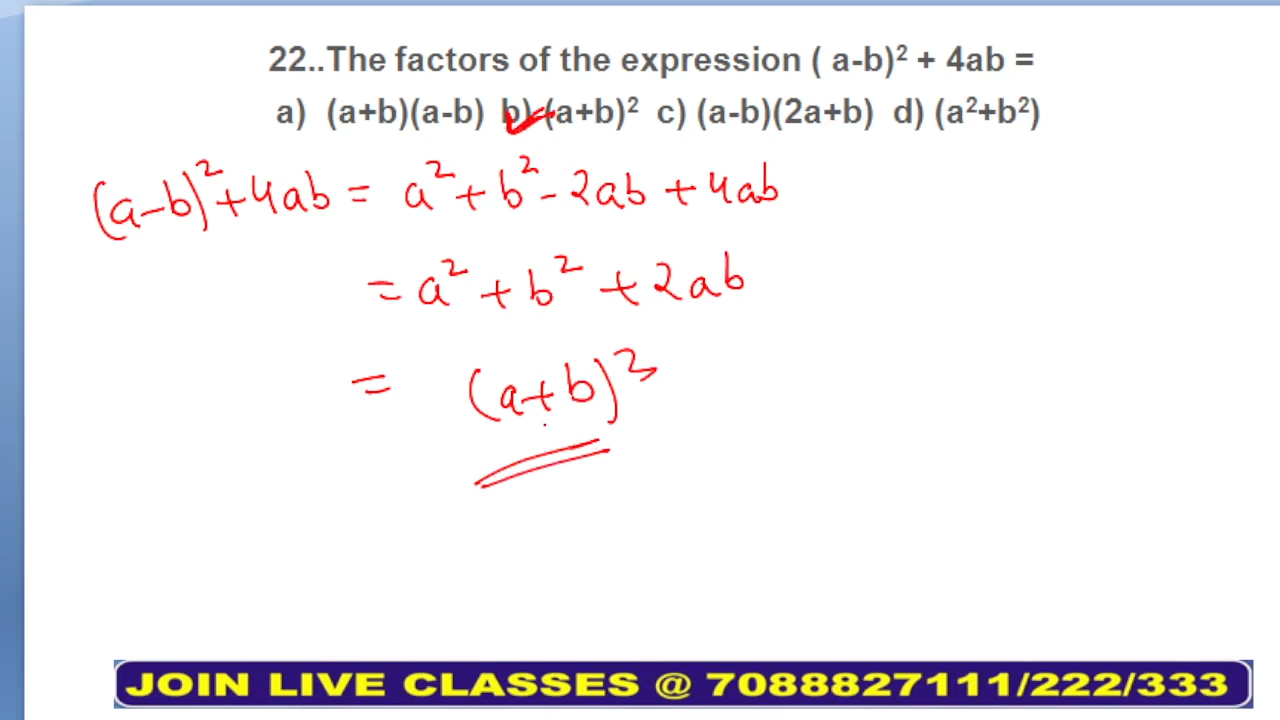 22..The factors of the expression ( a-b)² + 4ab =
a) (a+b)(a-b) b) (a+b)² c) (a-b)(2a+b) d) (a²+b²)
(a-b)² + 4ab = a² + b² - 2ab + 4ab
= a² + b² + 2ab
= (a+b)²
JOIN LIVE CLASSES @ 7088827111/222/333